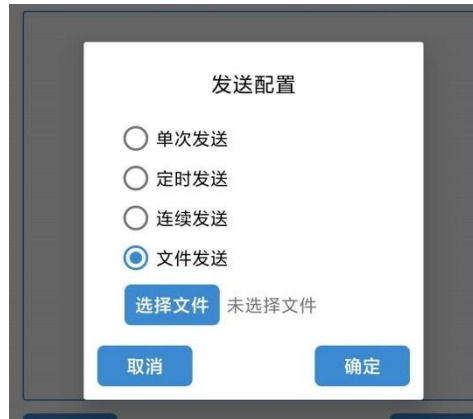 发送配置
单次发送
定时发送
连续发送
文件发送
选择文件 未选择文件
取消 确定